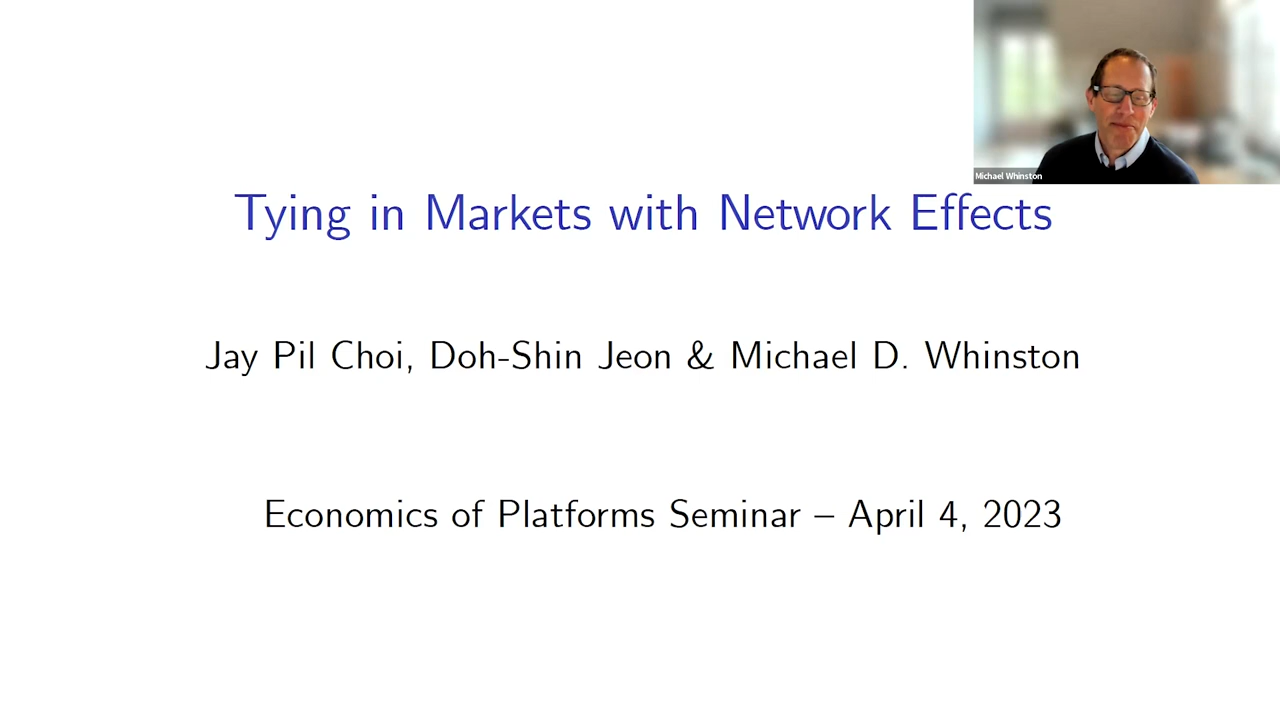 Michael Whinston
Tying in Markets with Network Effects
Jay Pil Choi, Doh-Shin Jeon & Michael D. Whinston
Economics of Platforms Seminar – April 4, 2023